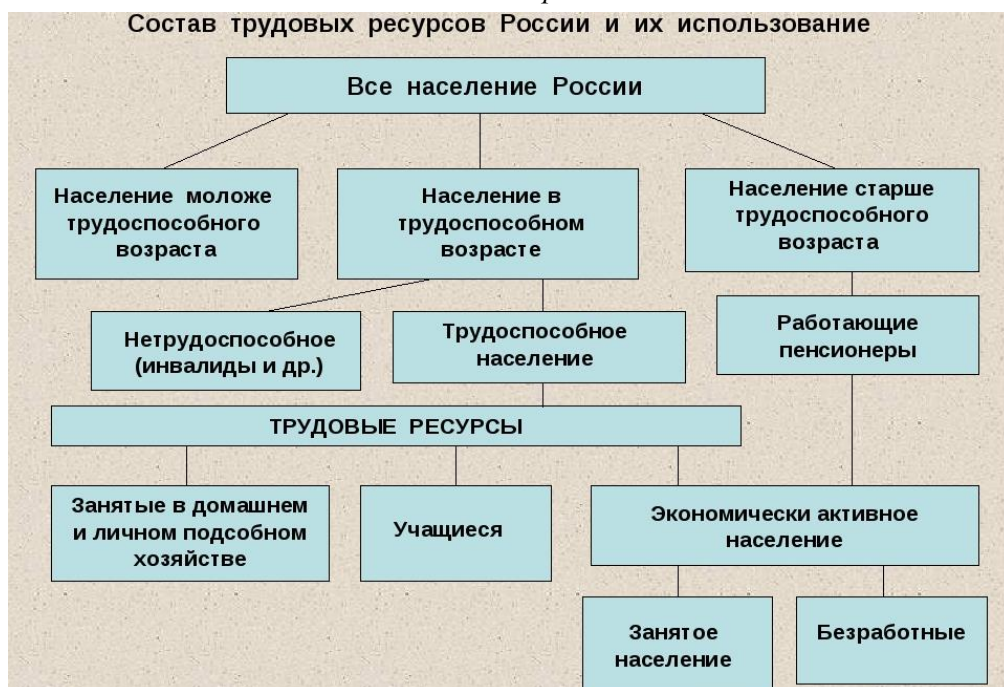 Состав трудовых ресурсов России и их использование
Все население России
Население моложе
трудоспособного
возраста
Население в
трудоспособном
возрасте
Население старше
трудоспособного
возраста
Нетрудоспособное
(инвалиды и др.)
Трудоспособное
население
Работающие
пенсионеры
ТРУДОВЫЕ РЕСУРСЫ
Занятые в домашнем
и личном подсобном
хозяйстве
Учащиеся
Экономически активное
население
Занятое
население
Безработные